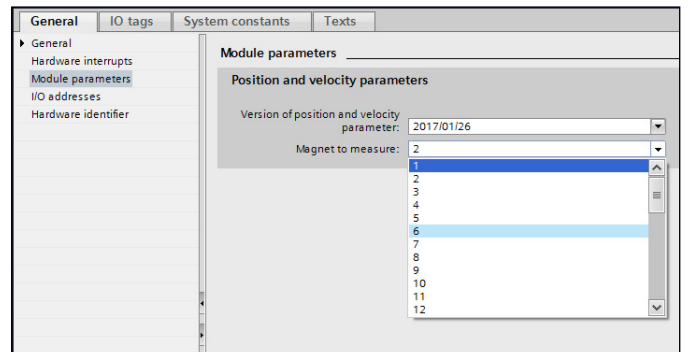 General IO tags System constants Texts
General
Hardware interrupts
Module parameters
I/O addresses
Hardware identifier
Module parameters
Position and velocity parameters
Version of position and velocity
parameter: 2017/01/26
Magnet to measure: 2
1
2
3
4
5
6
7
8
9
10
11
12